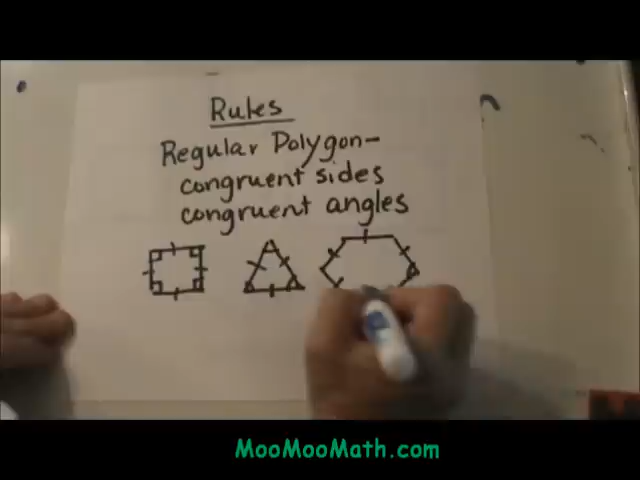 Rules
Regular Polygon-
congruent sides
congruent angles
MooMooMath.com